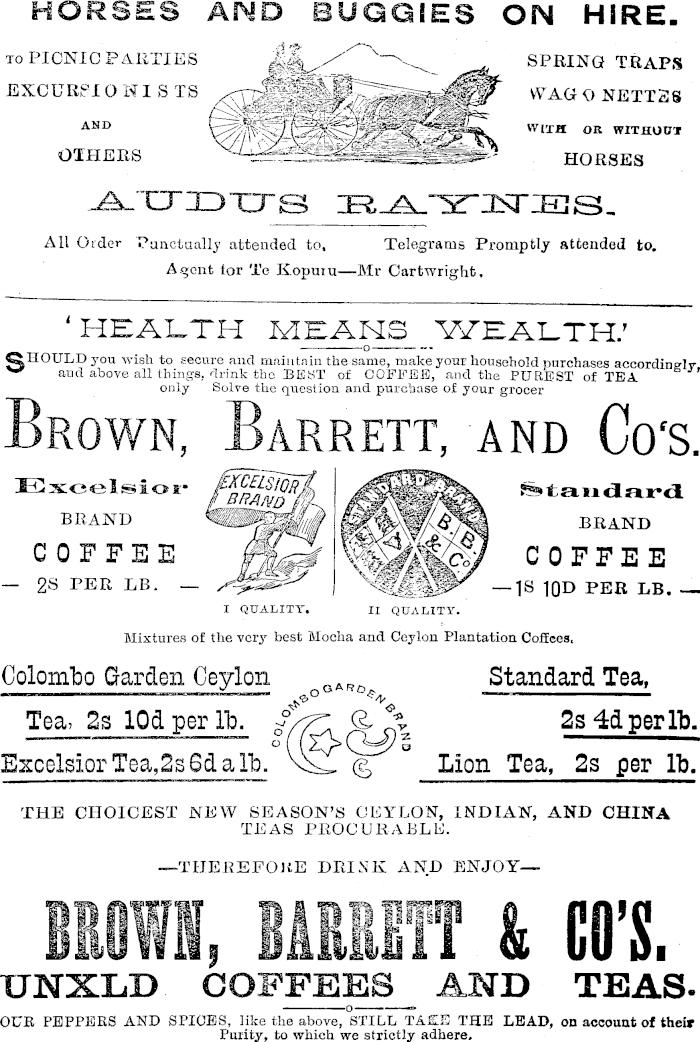 HORSES AND BUGGIES ON HIRE.
TO PICNIC PARTIES
EXCURSIONISTS
AND
OTHERS
SPRING TRAPS
WAGONETTES
WITH OR WITHOUT
HORSES
AUDUS RAYNES.
All Order Punctually attended to, Telegrams Promptly attended to.
Agent for Te Kopuru—Mr Cartwright.
'HEALTH MEANS WEALTH.'
SHOULD you wish to secure and maintain the same, make your household purchases accordingly,
and above all things, drink the BEST of COFFEE, and the PUREST of TEA
only Solve the question and purchase of your grocer
BROWN, BARRETT, AND CO'S.
Excelsior
BRAND
COFFEE
— 2S PER LB. —
EXCELSIOR
BRAND
I QUALITY.
STANDARD BRAND
B.B.
& Co
II QUALITY.
Standard
BRAND
COFFEE
—1S 10D PER LB.—
Mixtures of the very best Mocha and Ceylon Plantation Coffees.
Colombo Garden Ceylon
Tea, 2s 10d per lb.
Excelsior Tea, 2s 6d a lb.
COLOMBO GARDEN BRAND
Standard Tea,
2s 4d per lb.
Lion Tea, 2s per lb.
THE CHOICEST NEW SEASON'S CEYLON, INDIAN, AND CHINA
TEAS PROCURABLE.
—THEREFORE DRINK AND ENJOY—
BROWN, BARRETT & CO'S.
UNXLD COFFEES AND TEAS.
OUR PEPPERS AND SPICES, like the above, STILL TAKE THE LEAD, on account of their
Purity, to which we strictly adhere.